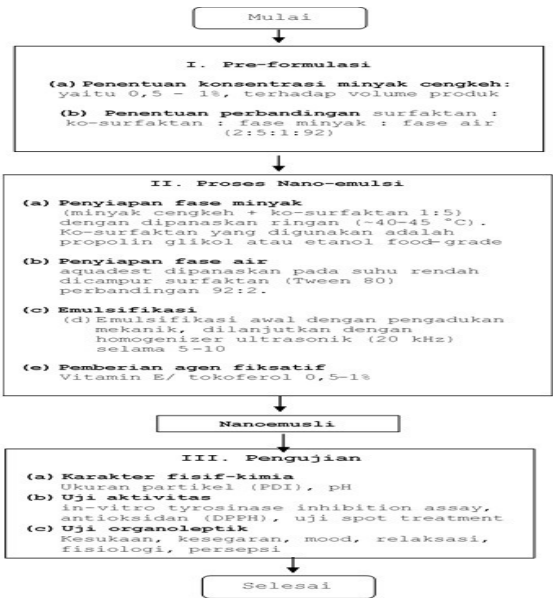 Mulai
I. Pre-formulasi
(a) Penentuan konsentrasi minyak cengkeh:
yaitu 0,5 – 1%, terhadap volume produk
(b) Penentuan perbandingan surfaktan :
ko-surfaktan : fase minyak : fase air
(2:5:1:92)
II. Proses Nano-emulsi
(a) Penyiapan fase minyak
(minyak cengkeh + ko-surfaktan 1:5)
dengan dipanaskan ringan (~40-45 °C).
Ko-surfaktan yang digunakan adalah
propolin glikol atau etanol food-grade
(b) Penyiapan fase air
aquadest dipanaskan pada suhu rendah
dicampur surfaktan (Tween 80)
perbandingan 92:2.
(c) Emulsifikasi
(d) Emulsifikasi awal dengan pengadukan
mekanik, dilanjutkan dengan
homogenizer ultrasonik (20 kHz)
selama 5-10
(e) Pemberian agen fiksatif
Vitamin E/ tokoferol 0,5-1%
Nanoemusli
III. Pengujian
(a) Karakter fisif-kimia
Ukuran partikel (PDI), pH
(b) Uji aktivitas
in-vitro tyrosinase inhibition assay,
antioksidan (DPPH), uji spot treatment
(c) Uji organoleptik
Kesukaan, kesegaran, mood, relaksasi,
fisiologi, persepsi
Selesai